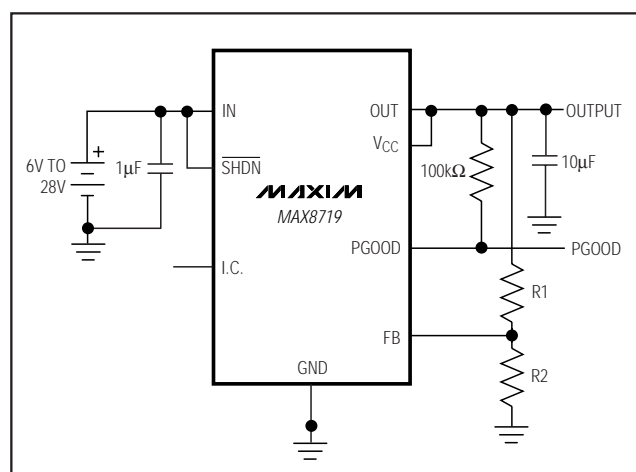 IN
OUT
OUTPUT
VCC
6V TO
28V
+
1μF
SHDN
100kΩ
10μF
MAXIM
MAX8719
PGOOD
PGOOD
I.C.
R1
FB
GND
R2